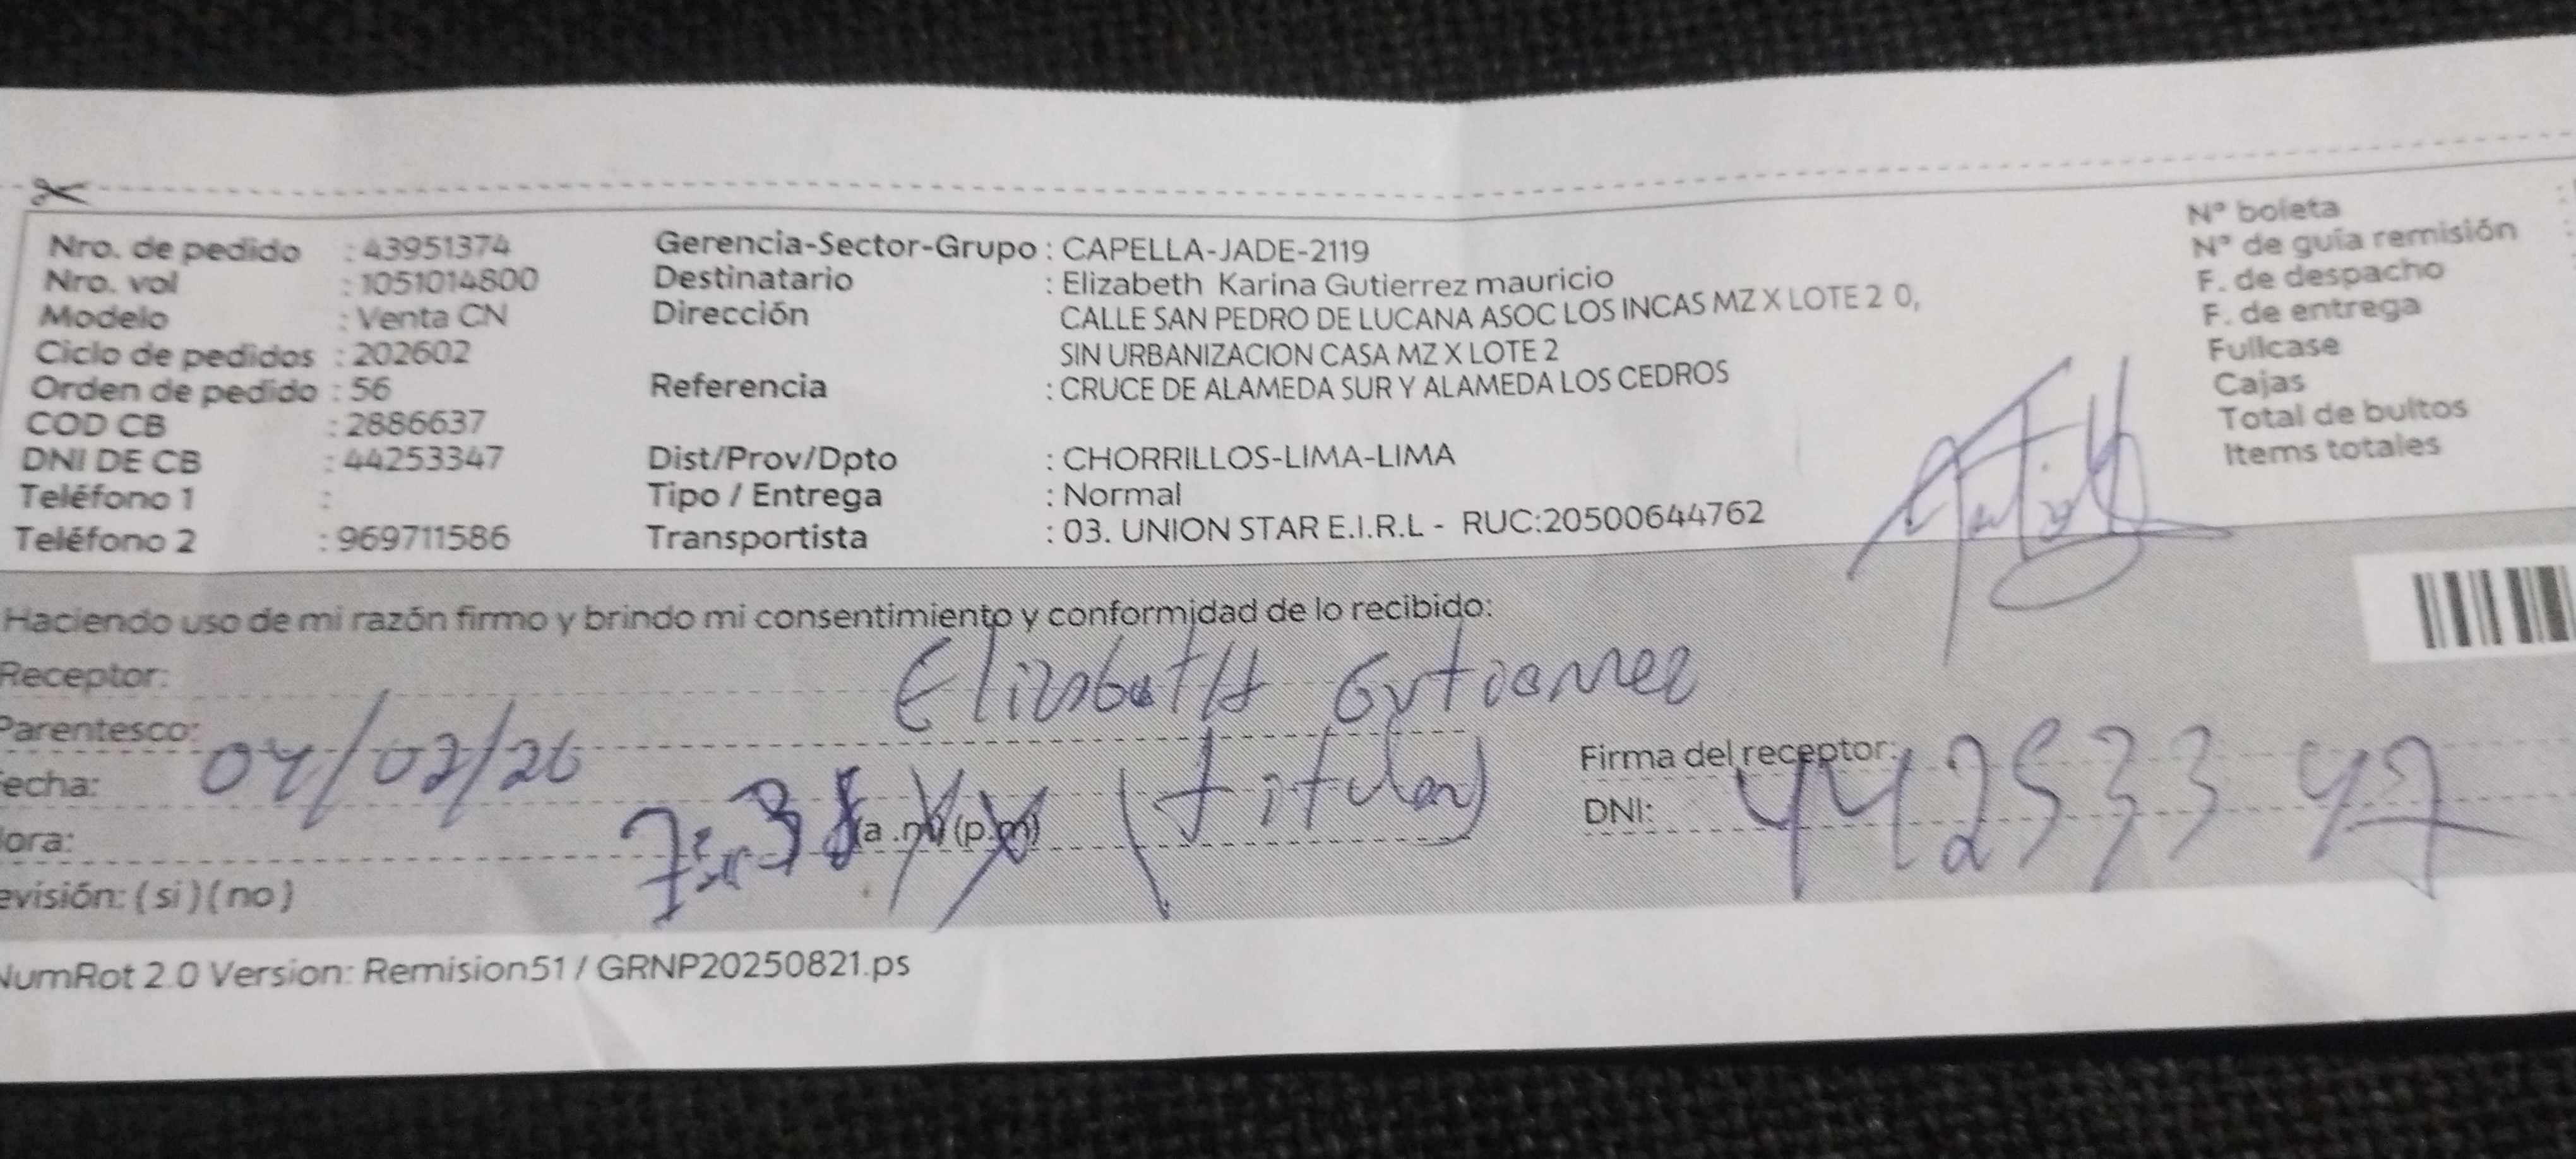 Nro. de pedido : 43951374 Gerencia-Sector-Grupo : CAPELLA-JADE-2119 N° boleta
Nro. vol : 1051014800 Destinatario : Elizabeth Karina Gutierrez mauricio N° de guía remisión
Modelo : Venta CN Dirección : CALLE SAN PEDRO DE LUCANA ASOC LOS INCAS MZ X LOTE 2 0, F. de despacho
Ciclo de pedidos : 202602 SIN URBANIZACION CASA MZ X LOTE 2 F. de entrega
Orden de pedido : 56 Referencia : CRUCE DE ALAMEDA SUR Y ALAMEDA LOS CEDROS Fullcase
COD CB : 2886637 Cajas
DNI DE CB : 44253347 Dist/Prov/Dpto : CHORRILLOS-LIMA-LIMA Total de bultos
Teléfono 1 : Tipo / Entrega : Normal Items totales
Teléfono 2 : 969711586 Transportista : 03. UNION STAR E.I.R.L - RUC:20500644762
Haciendo uso de mi razón firmo y brindo mi consentimiento y conformidad de lo recibido:
Receptor: Elizabeth Gutierrez
Parentesco: (titular) Firma del receptor:
echa: 04/02/26 DNI: 44253347
ora: (a.m) (p.m)
evisión: ( si ) ( no )
NumRot 2.0 Version: Remision51 / GRNP20250821.ps